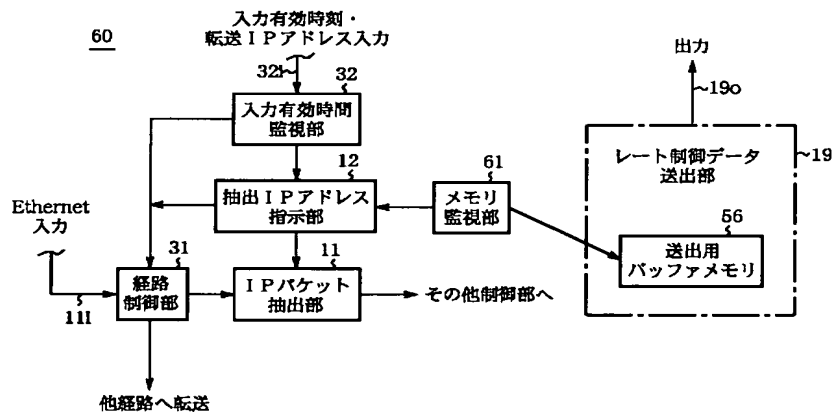 60
入力有効時刻・
転送IPアドレス入力
32i
32
入力有効時間
監視部
12
抽出IPアドレス
指示部
61
メモリ
監視部
出力
19o
19
レート制御データ
送出部
56
送出用
バッファメモリ
Ethernet
入力
11i
31
経路
制御部
11
IPパケット
抽出部
その他制御部へ
他経路へ転送